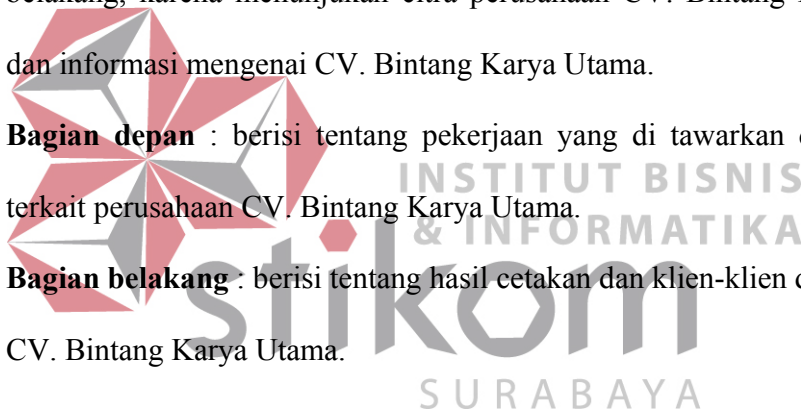 belakang, karena menunjukan citra perusahaan CV. Bintang
dan informasi mengenai CV. Bintang Karya Utama.
Bagian depan : berisi tentang pekerjaan yang di tawarkan
INSTITUT BISNIS
terkait perusahaan CV. Bintang Karya Utama.
& INFORMATIKA
Bagian belakang : berisi tentang hasil cetakan dan klien-klien
stikom
CV. Bintang Karya Utama.
SURABAYA